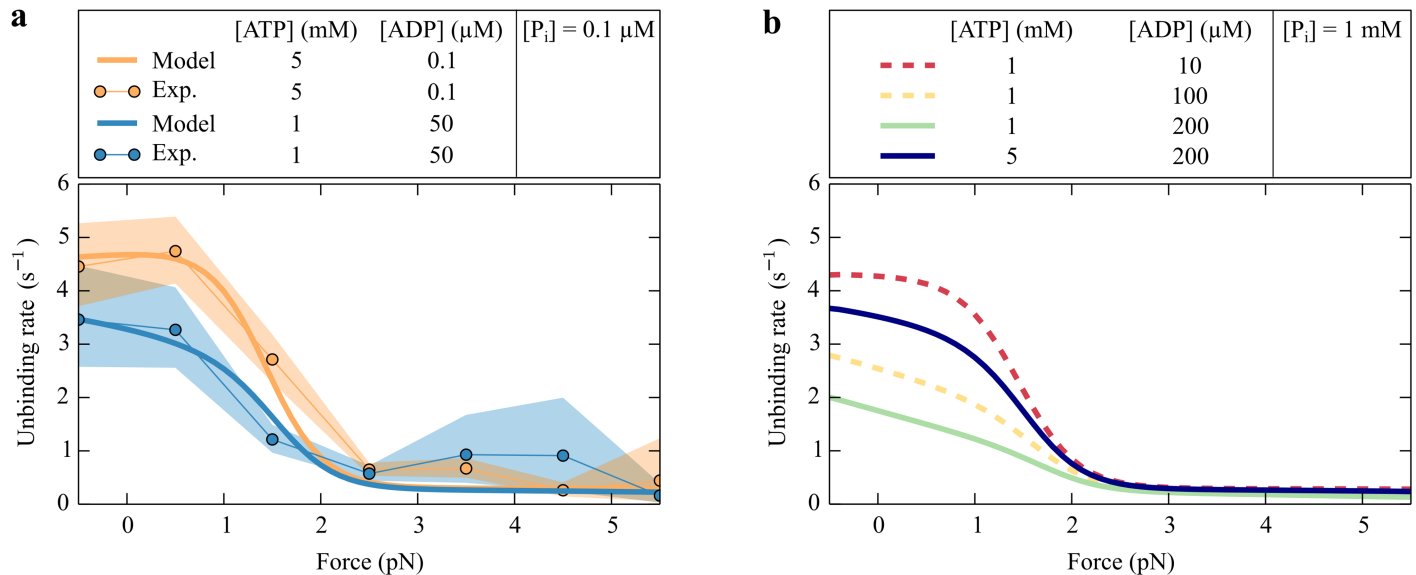 a
[ATP] (mM) [ADP] (µM) [Pᵢ] = 0.1 µM
Model 5 0.1
Exp. 5 0.1
Model 1 50
Exp. 1 50
6
5
4
3
2
1
0
Unbinding rate (s⁻¹)
0 1 2 3 4 5
Force (pN)
b
[ATP] (mM) [ADP] (µM) [Pᵢ] = 1 mM
1 10
1 100
1 200
5 200
6
5
4
3
2
1
0
Unbinding rate (s⁻¹)
0 1 2 3 4 5
Force (pN)